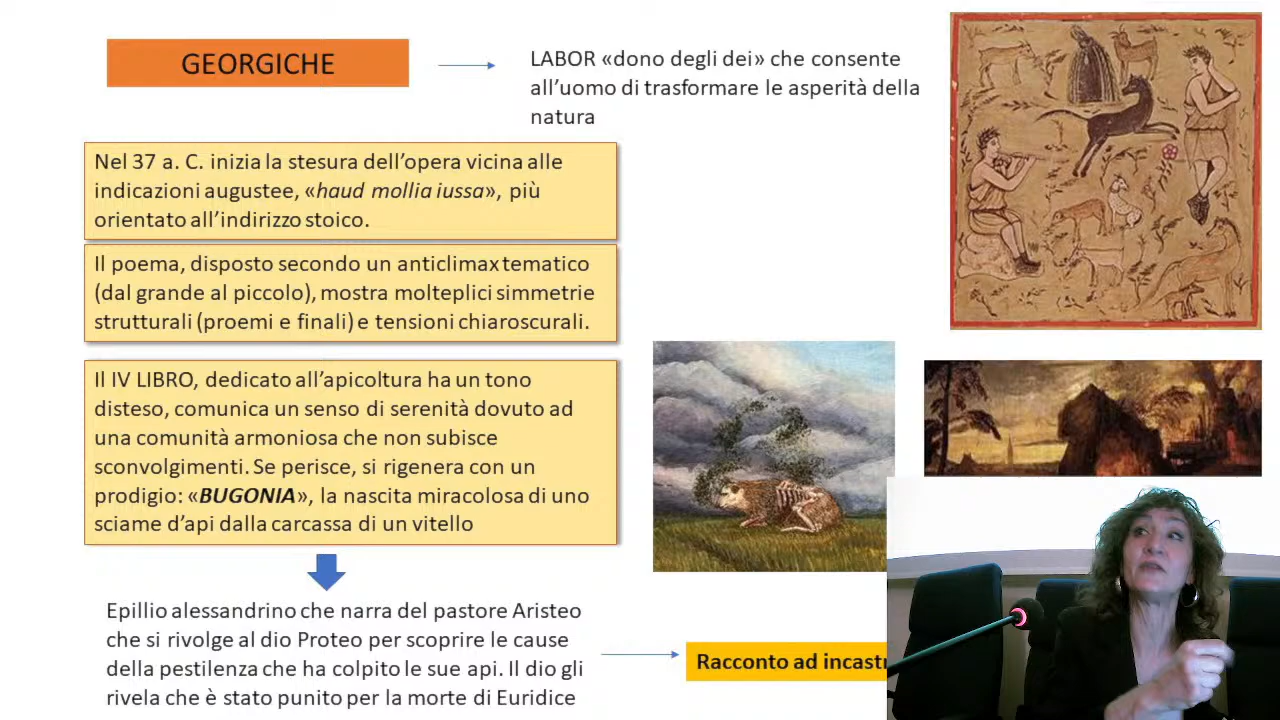 GEORGICHE
LABOR «dono degli dei» che consente
all’uomo di trasformare le asperità della
natura
Nel 37 a. C. inizia la stesura dell’opera vicina alle
indicazioni augustee, «haud mollia iussa», più
orientato all’indirizzo stoico.
Il poema, disposto secondo un anticlimax tematico
(dal grande al piccolo), mostra molteplici simmetrie
strutturali (proemi e finali) e tensioni chiaroscurali.
Il IV LIBRO, dedicato all’apicoltura ha un tono
disteso, comunica un senso di serenità dovuto ad
una comunità armoniosa che non subisce
sconvolgimenti. Se perisce, si rigenera con un
prodigio: «BUGONIA», la nascita miracolosa di uno
sciame d’api dalla carcassa di un vitello
Epillio alessandrino che narra del pastore Aristeo
che si rivolge al dio Proteo per scoprire le cause
della pestilenza che ha colpito le sue api. Il dio gli
rivela che è stato punito per la morte di Euridice
Racconto ad